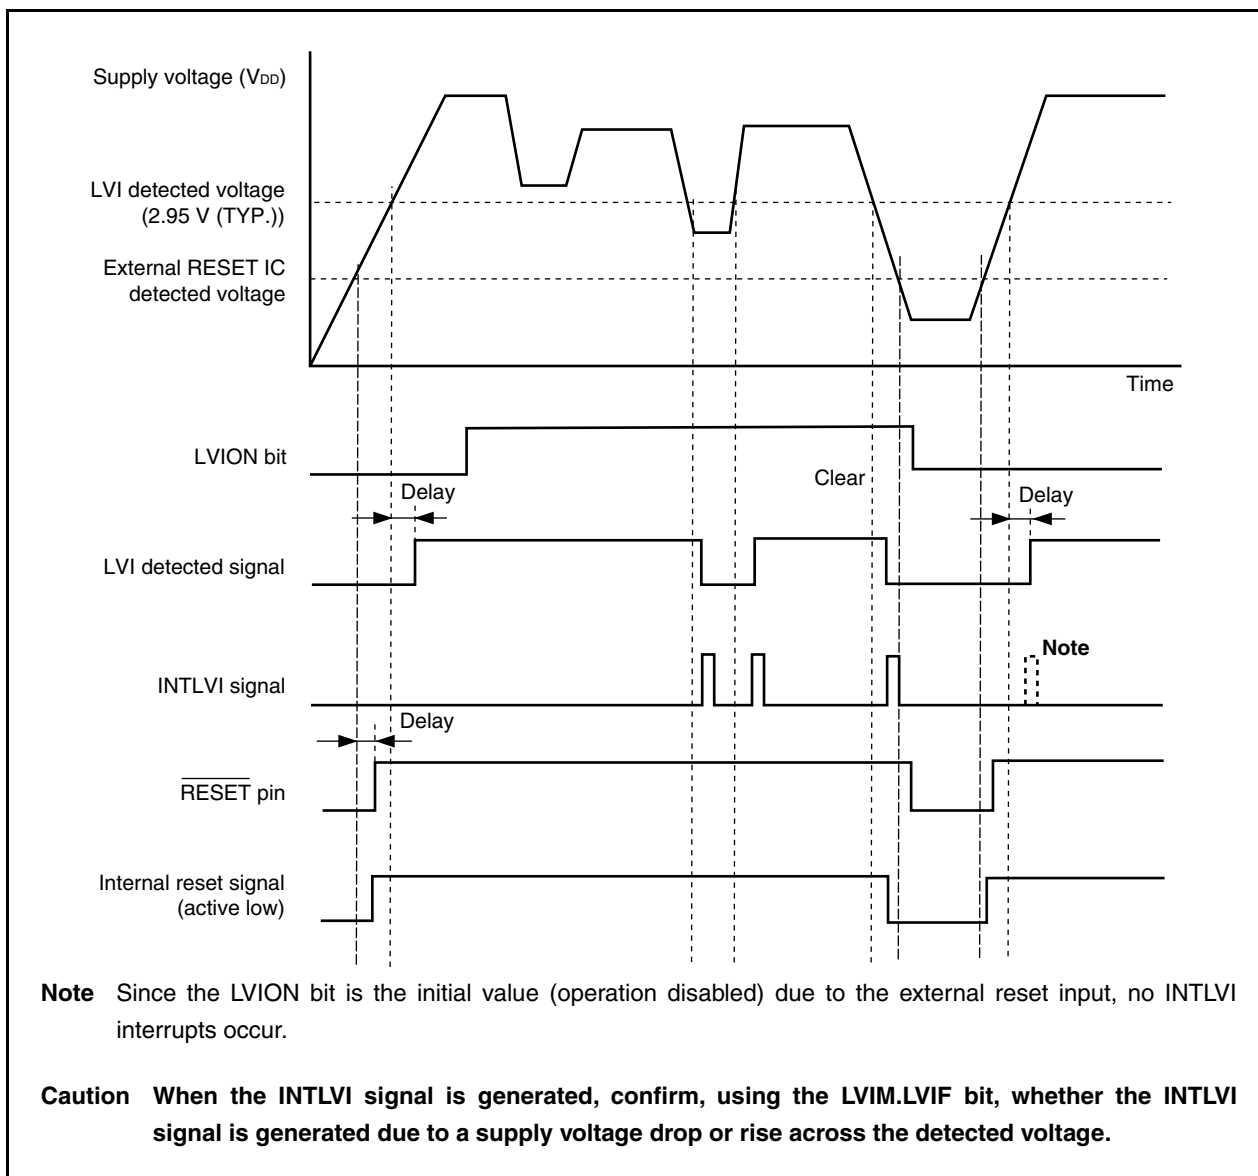 Supply voltage (VDD)
LVI detected voltage
(2.95 V (TYP.))
External RESET IC
detected voltage
Time
LVION bit
Clear
Delay
Delay
LVI detected signal
Note
INTLVI signal
Delay
RESET pin
Internal reset signal
(active low)
Note Since the LVION bit is the initial value (operation disabled) due to the external reset input, no INTLVI
interrupts occur.
Caution When the INTLVI signal is generated, confirm, using the LVIM.LVIF bit, whether the INTLVI
signal is generated due to a supply voltage drop or rise across the detected voltage.